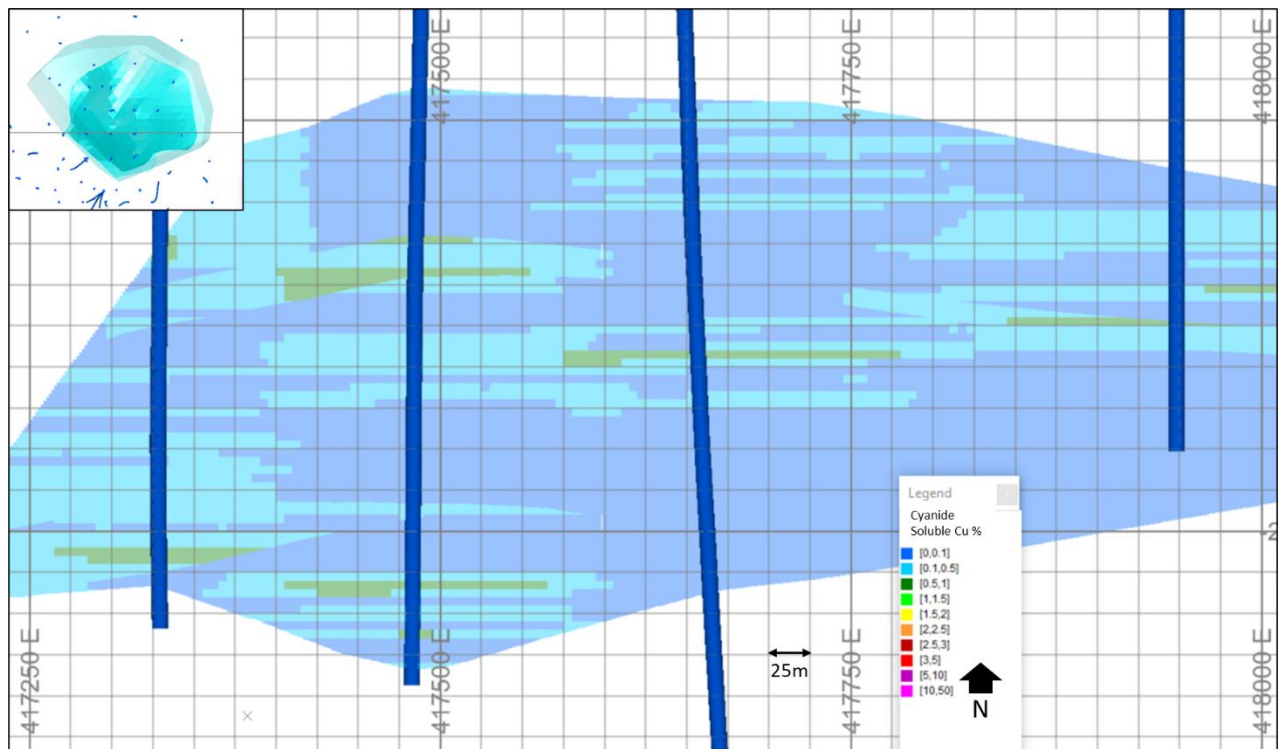 417500 E
417750 E
418000 E
Legend
Cyanide
Soluble Cu %
[0,0.1]
[0.1,0.5]
[0.5,1]
[1,1.5]
[1.5,2]
[2,2.5]
[2.5,3]
[3,5]
[5,10]
[10,50]
N
25m
417250 E
417500 E
417750 E
418000 E